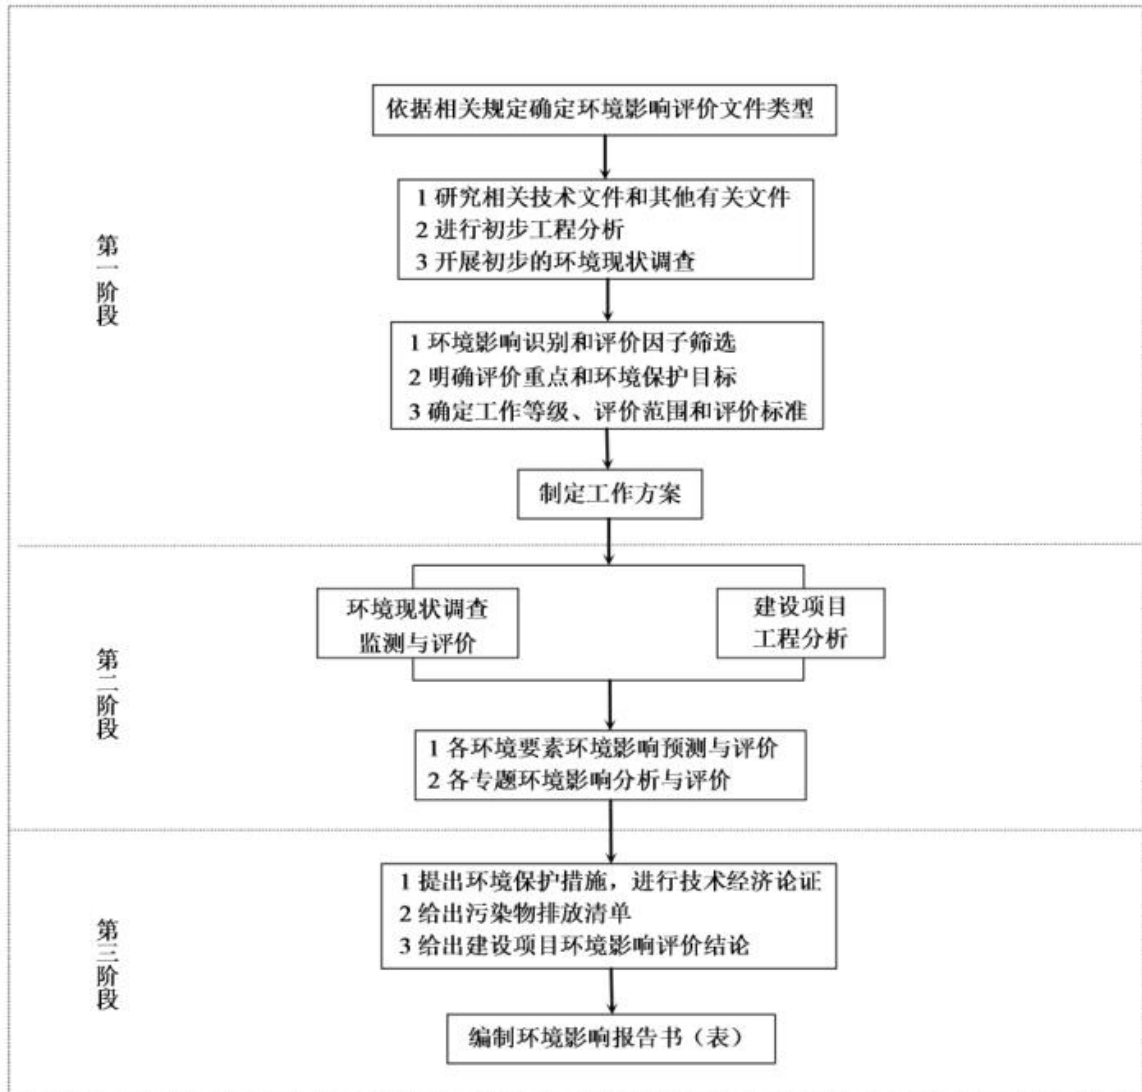 依据相关规定确定环境影响评价文件类型
1 研究相关技术文件和其他有关文件
2 进行初步工程分析
3 开展初步的环境现状调查
第一阶段
1 环境影响识别和评价因子筛选
2 明确评价重点和环境保护目标
3 确定工作等级、评价范围和评价标准
制定工作方案
环境现状调查
监测与评价
建设项目
工程分析
第二阶段
1 各环境要素环境影响预测与评价
2 各专题环境影响分析与评价
1 提出环境保护措施，进行技术经济论证
2 给出污染物排放清单
3 给出建设项目环境影响评价结论
第三阶段
编制环境影响报告书（表）